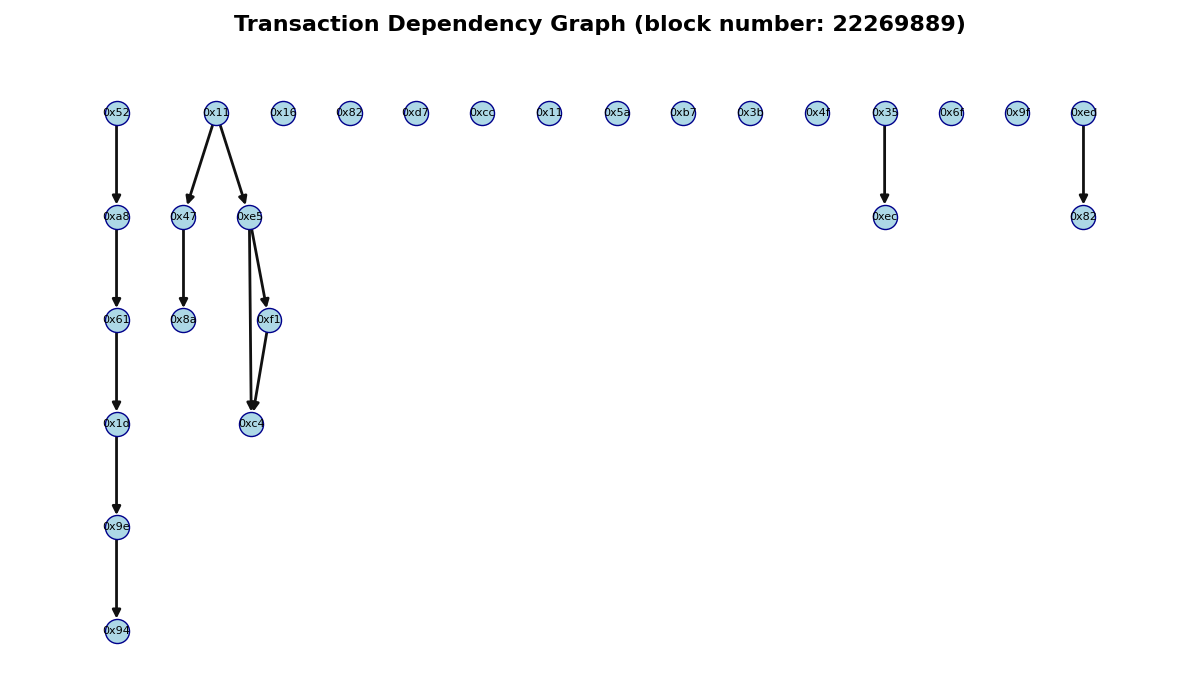 Transaction Dependency Graph (block number: 22269889)
0x52 0x11 0x16 0x82 0xd7 0xcc 0x11 0x5a 0xb7 0x3b 0x4f 0x35 0x6f 0x9f 0xed
0xa8 0x47 0xe5 0xec 0x82
0x61 0x8a 0xf1
0x1d 0xc4
0x9e
0x94